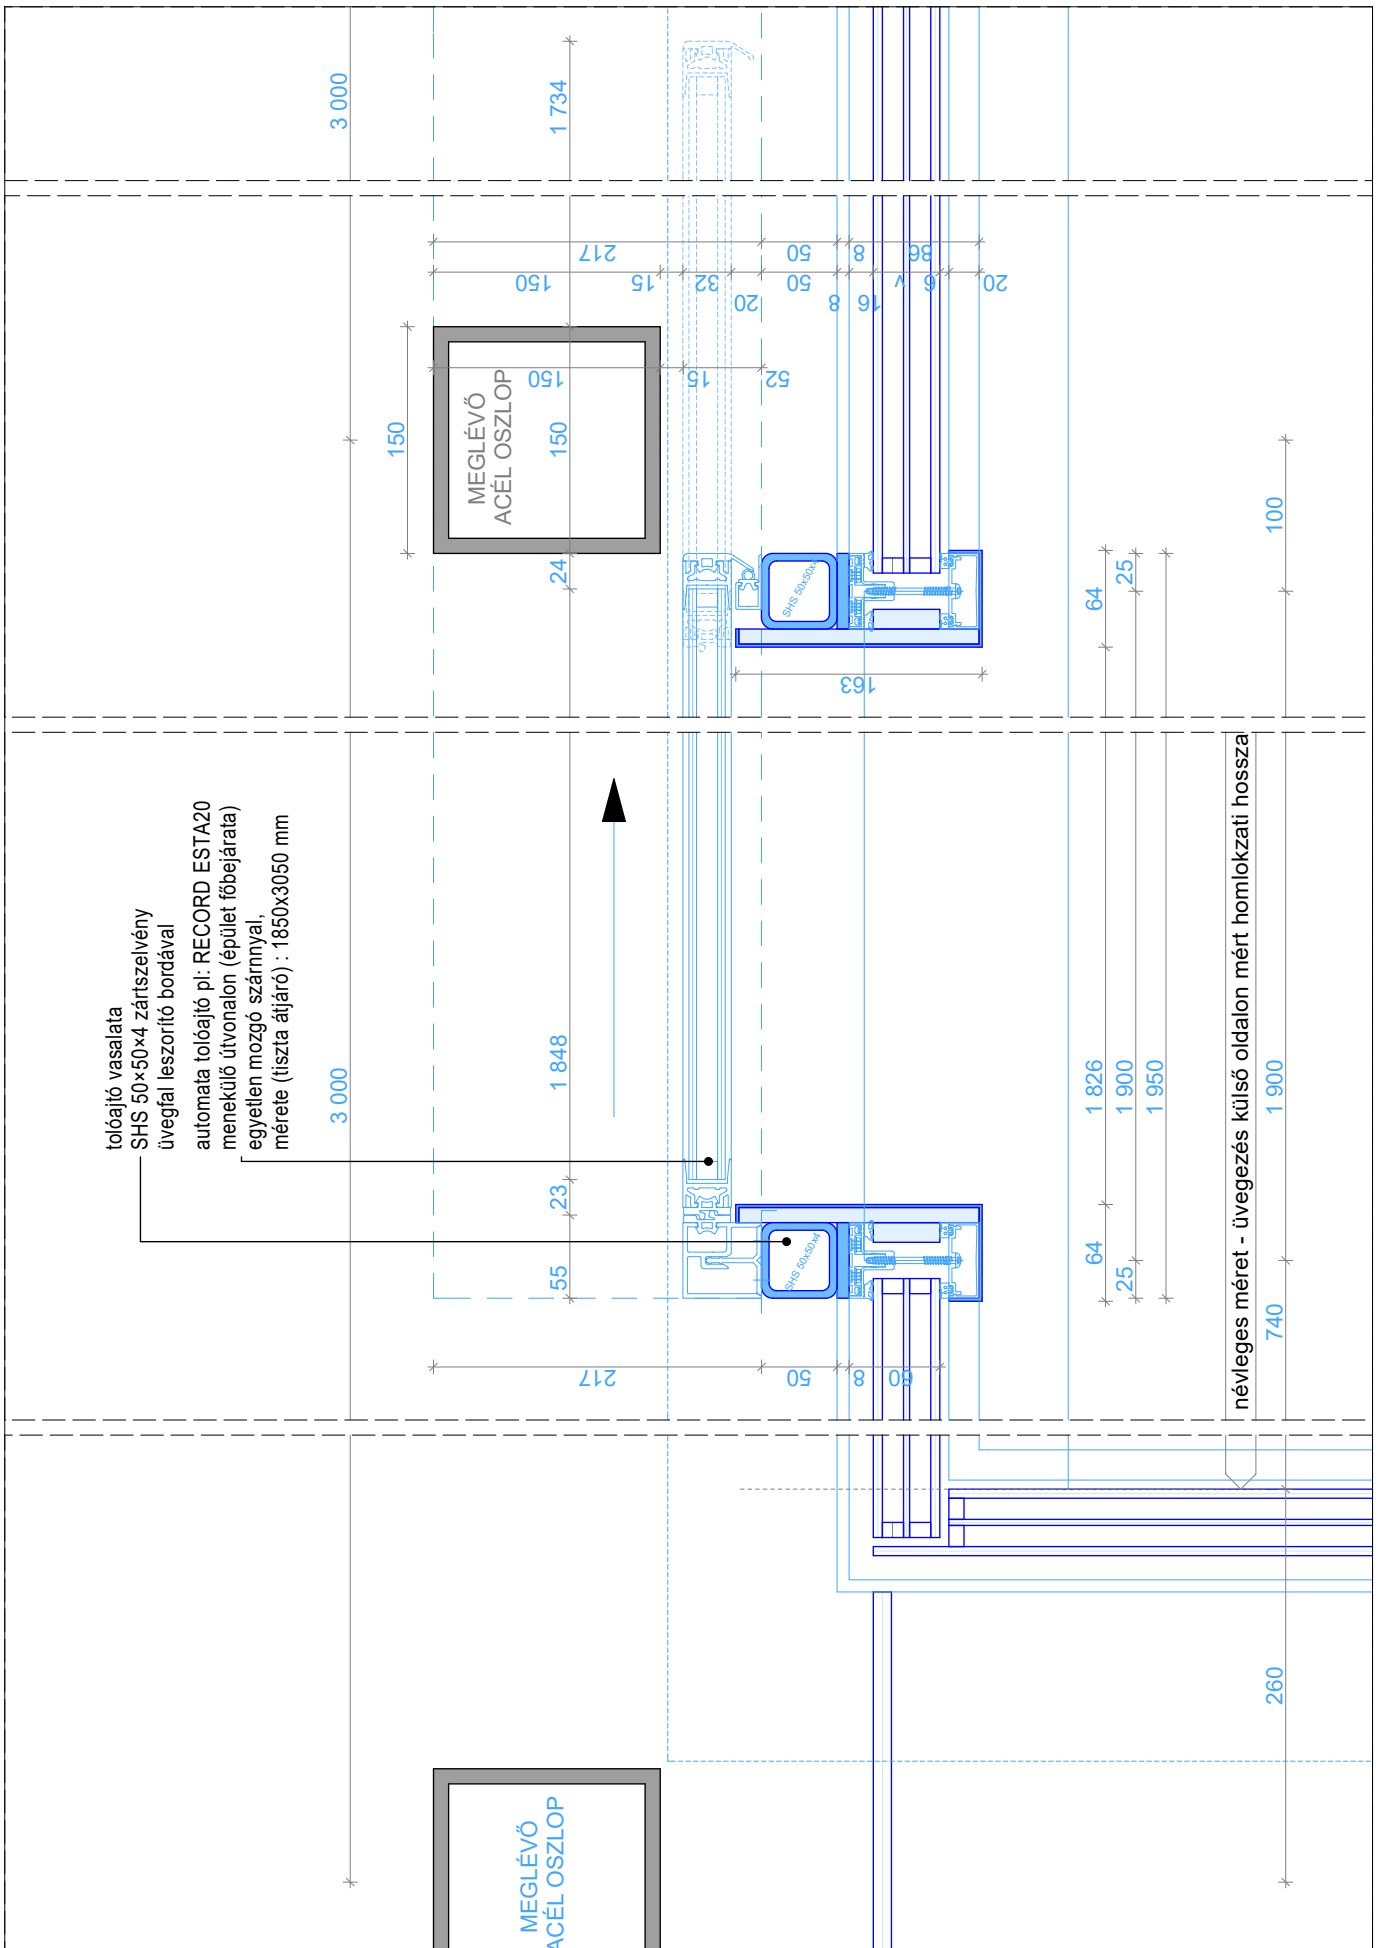 tolóajtó vasalata
SHS 50×50×4 zártszelvény
üvegfal leszorító bordával
automata tolóajtó pl: RECORD ESTA20
menekülő útvonalon (épület főbejárata)
egyetlen mozgó szárnnyal,
mérete (tiszta átjáró) : 1850x3050 mm
3 000
3 000
1 734
150
150
24
1 848
23
55
MEGLÉVŐ
ACÉL OSZLOP
MEGLÉVŐ
ACÉL OSZLOP
217
50
8
86
150
15
32
20
50
8
16
v
6
20
150
15
52
SHS 50x50x4
163
SHS 50x50x4
217
50
8
60
64
1 826
64
25
1 900
25
1 950
névleges méret - üvegezés külső oldalon mért homlokzati hossza
100
1 900
740
260